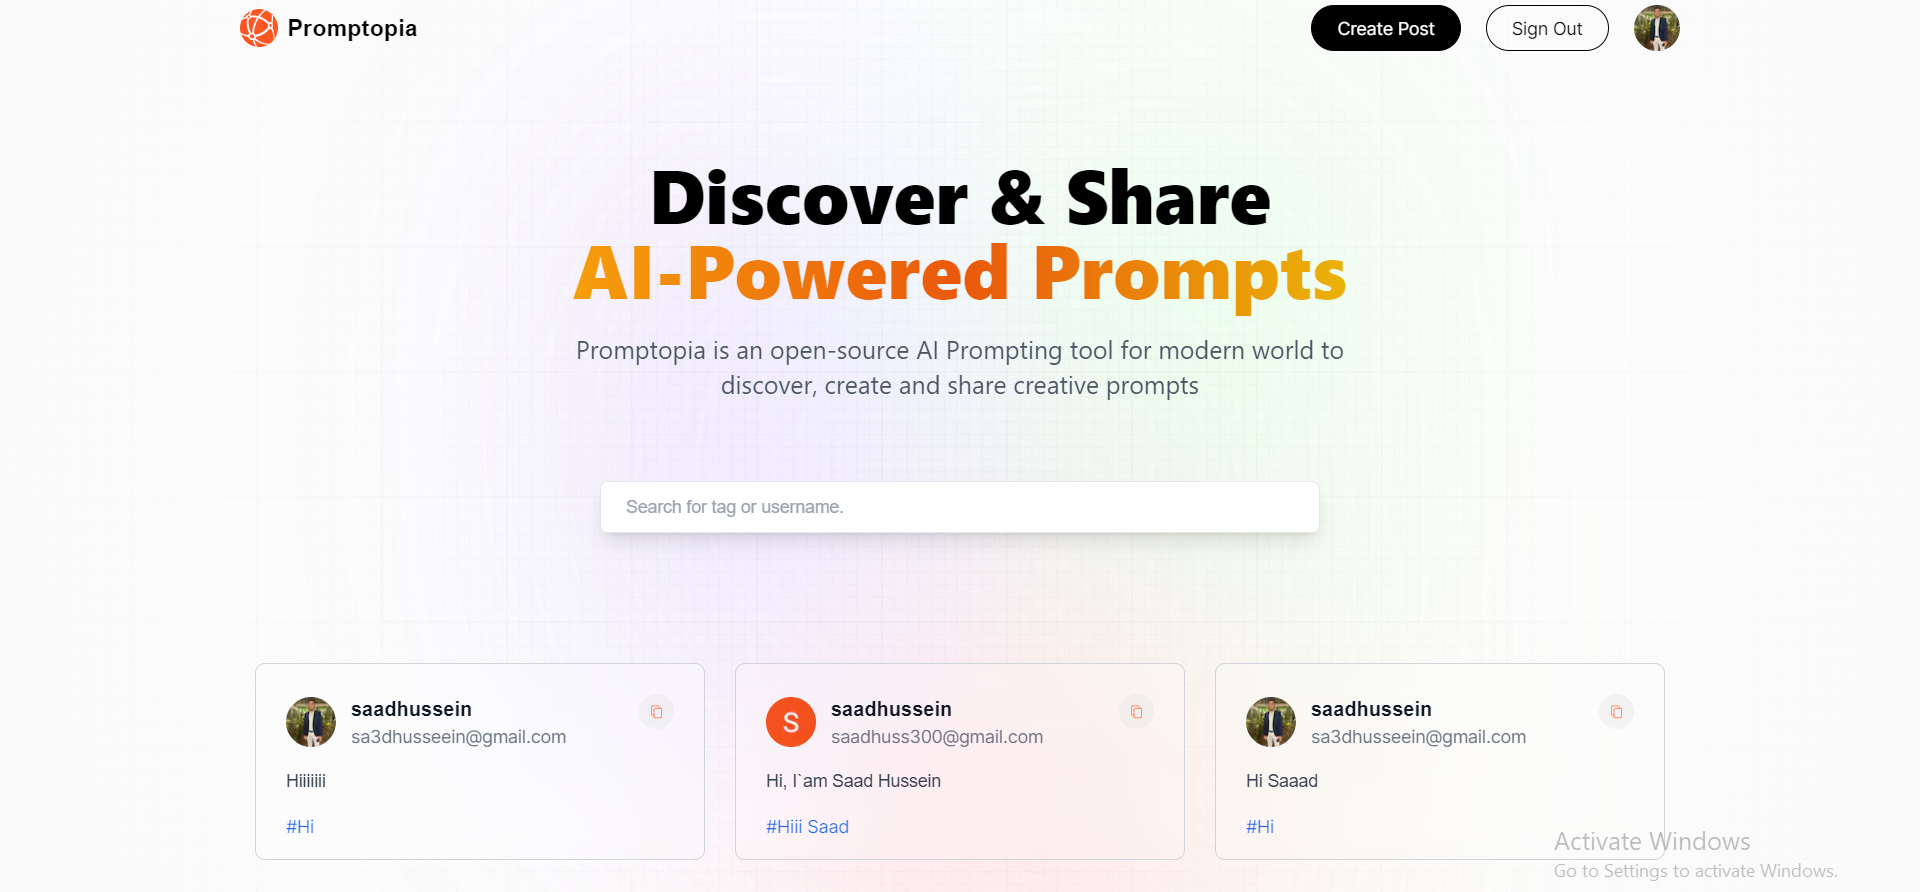 Promptopia
Create Post
Sign Out
Discover & Share
AI-Powered Prompts
Promptopia is an open-source AI Prompting tool for modern world to
discover, create and share creative prompts
Search for tag or username.
saadhussein
sa3dhusseein@gmail.com
Hiiiiiii
#Hi
S
saadhussein
saadhuss300@gmail.com
Hi, I`am Saad Hussein
#Hiii Saad
saadhussein
sa3dhusseein@gmail.com
Hi Saaad
#Hi
Activate Windows
Go to Settings to activate Windows.